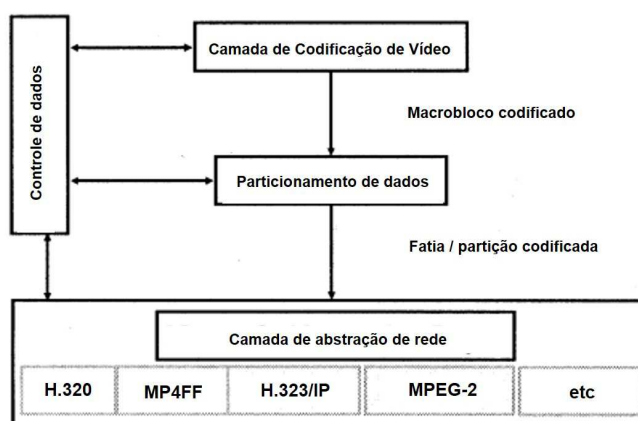 Controle de dados
Camada de Codificação de Vídeo
Macrobloco codificado
Particionamento de dados
Fatia / partição codificada
Camada de abstração de rede
H.320
MP4FF
H.323/IP
MPEG-2
etc